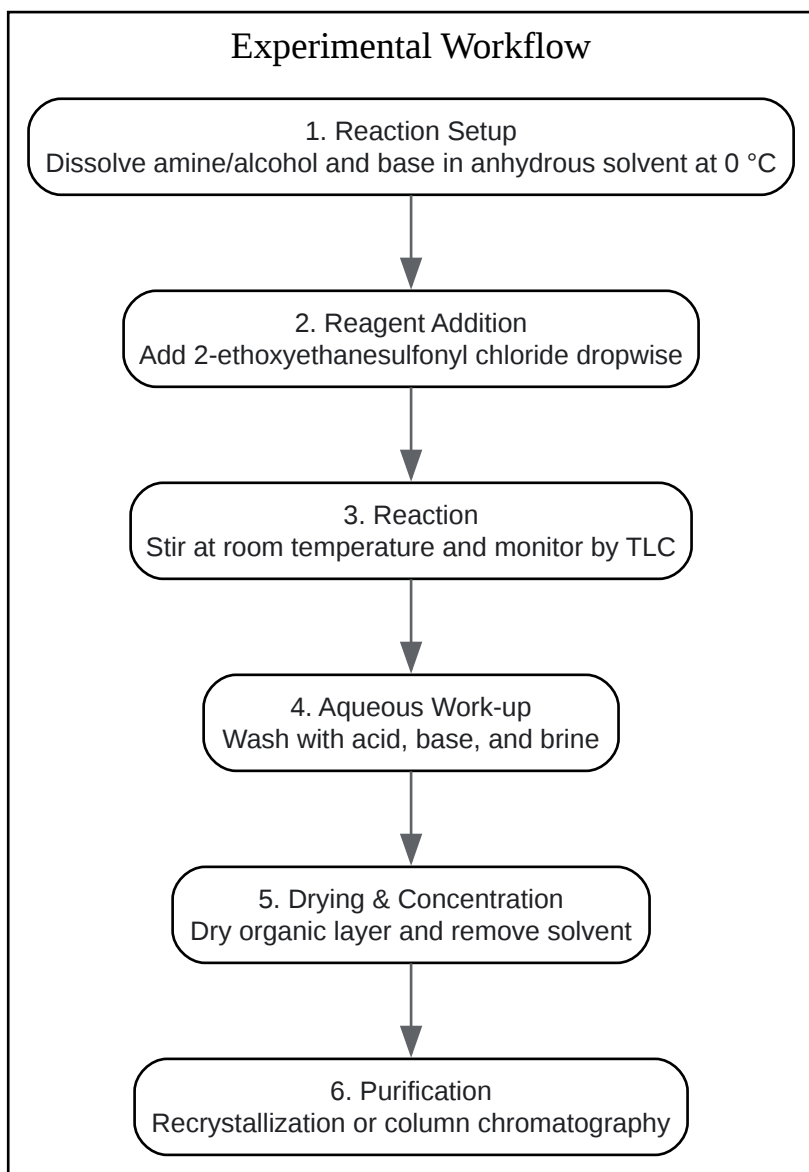 Experimental Workflow
1. Reaction Setup
Dissolve amine/alcohol and base in anhydrous solvent at 0 °C
2. Reagent Addition
Add 2-ethoxyethanesulfonyl chloride dropwise
3. Reaction
Stir at room temperature and monitor by TLC
4. Aqueous Work-up
Wash with acid, base, and brine
5. Drying & Concentration
Dry organic layer and remove solvent
6. Purification
Recrystallization or column chromatography